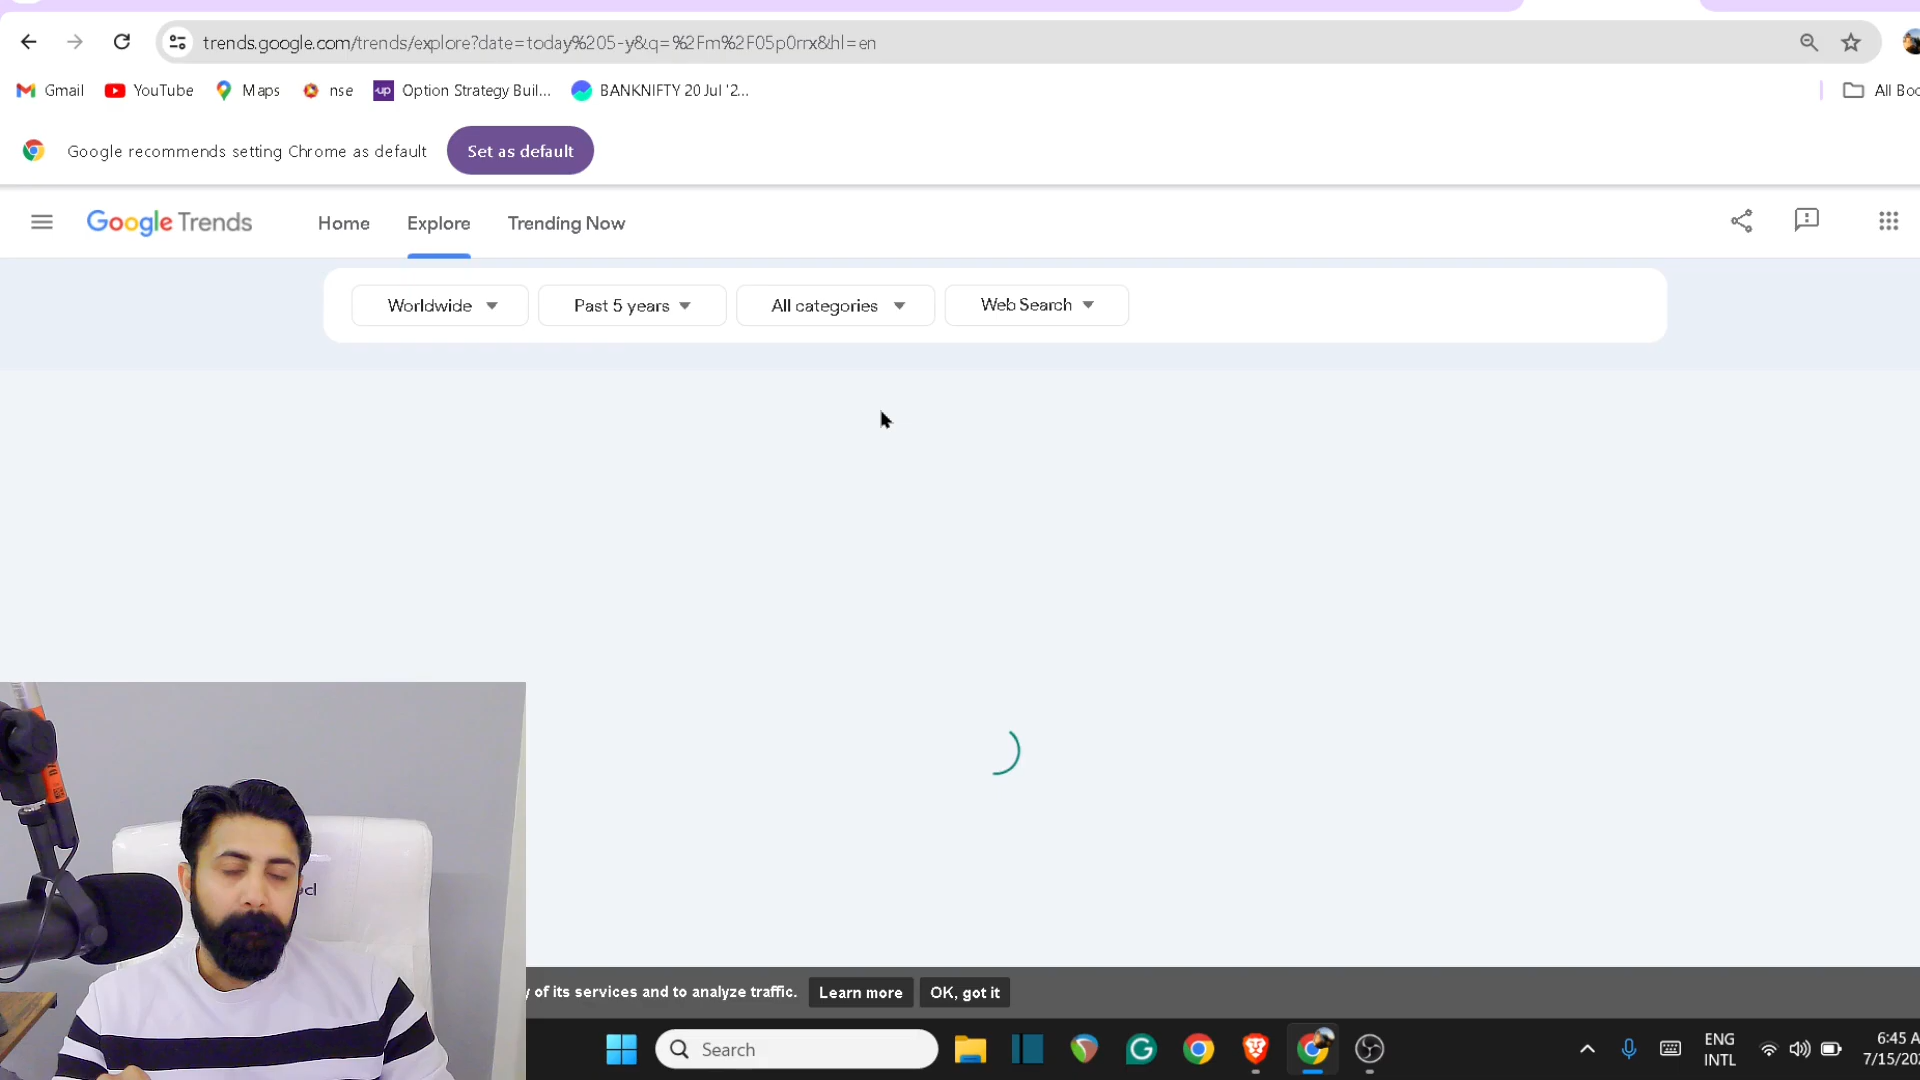 trends.google.com/trends/explore?date=today%205-y&q=%2Fm%2F05p0rrx&hl=en
Gmail YouTube Maps nse Option Strategy Buil... BANKNIFTY 20 Jul '2... All Boo
Google recommends setting Chrome as default Set as default
Google Trends Home Explore Trending Now
Worldwide Past 5 years All categories Web Search
of its services and to analyze traffic. Learn more OK, got it
Search ENG 6:45 A
INTL 7/15/20